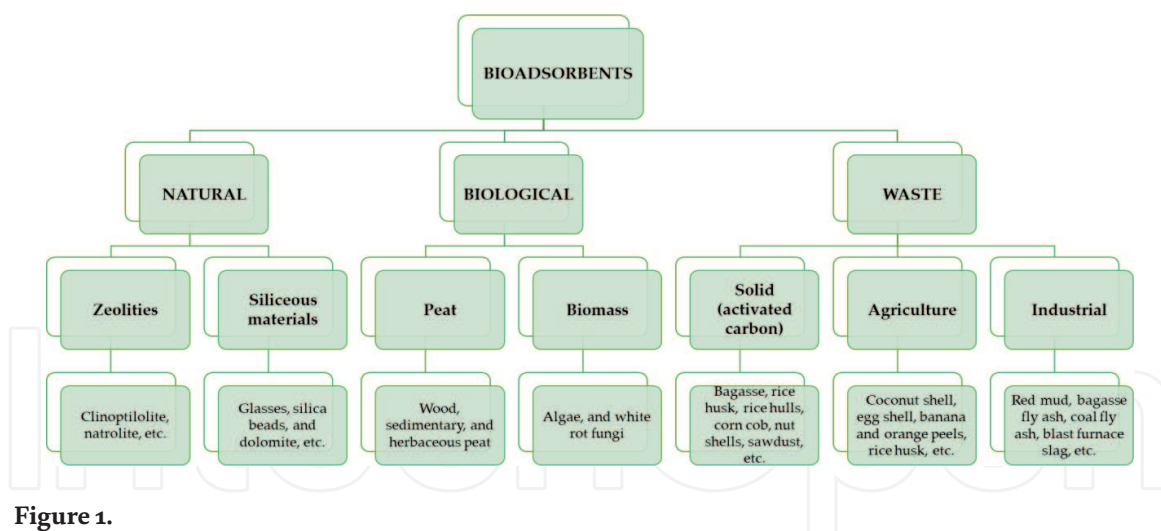 BIOADSORBENTS
NATURAL
BIOLOGICAL
WASTE
Zeolities
Siliceous
materials
Peat
Biomass
Solid
(activated
carbon)
Agriculture
Industrial
Clinoptilolite,
natrolite, etc.
Glasses, silica
beads, and
dolomite, etc.
Wood,
sedimentary, and
herbaceous peat
Algae, and white
rot fungi
Bagasse, rice
husk, rice hulls,
corn cob, nut
shells, sawdust,
etc.
Coconut shell,
egg shell, banana
and orange peels,
rice husk, etc.
Red mud, bagasse
fly ash, coal fly
ash, blast furnace
slag, etc.
Figure 1.